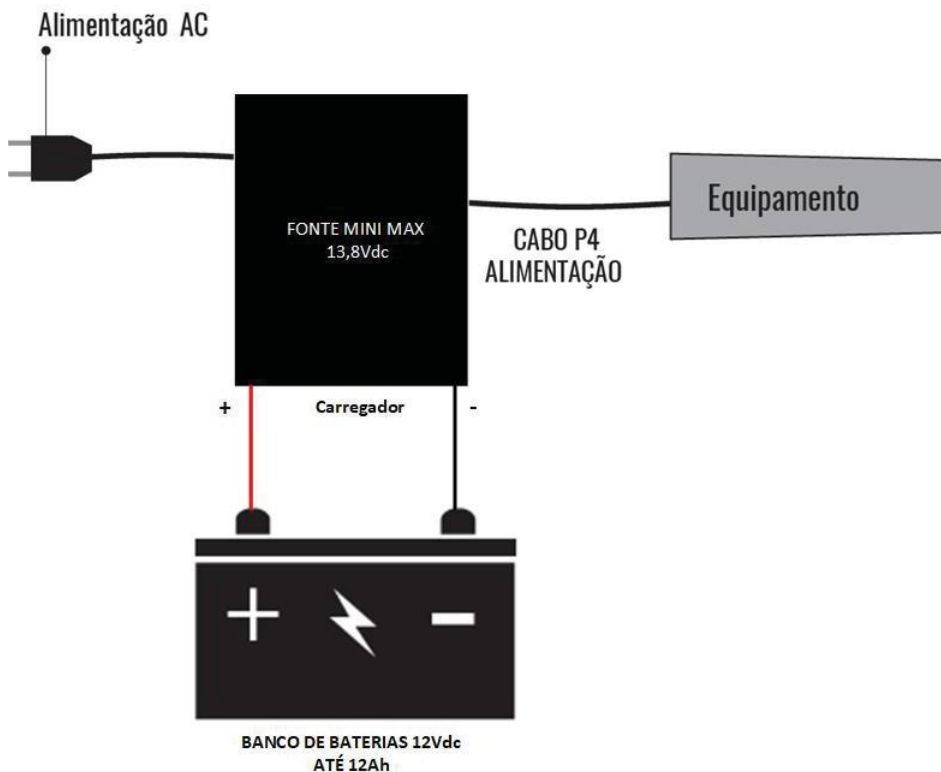 Alimentação AC
FONTE MINI MAX
13,8Vdc
Equipamento
CABO P4
ALIMENTAÇÃO
+ Carregador -
BANCO DE BATERIAS 12Vdc
ATÉ 12Ah